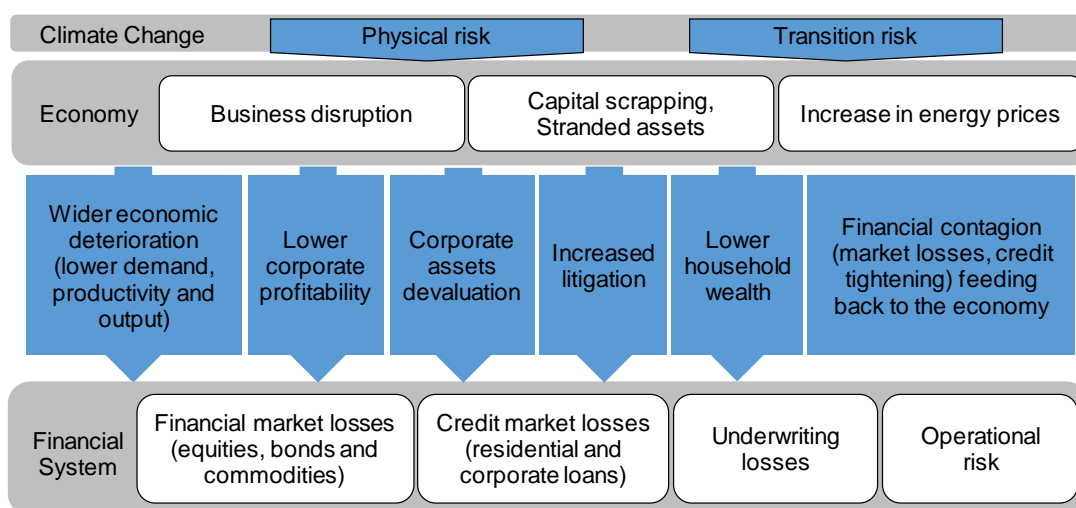 Climate Change
Physical risk
Transition risk
Economy
Business disruption
Capital scrapping,
Stranded assets
Increase in energy prices
Wider economic
deterioration
(lower demand,
productivity and
output)
Lower
corporate
profitability
Corporate
assets
devaluation
Increased
litigation
Lower
household
wealth
Financial contagion
(market losses, credit
tightening) feeding
back to the economy
Financial
System
Financial market losses
(equities, bonds and
commodities)
Credit market losses
(residential and
corporate loans)
Underwriting
losses
Operational
risk